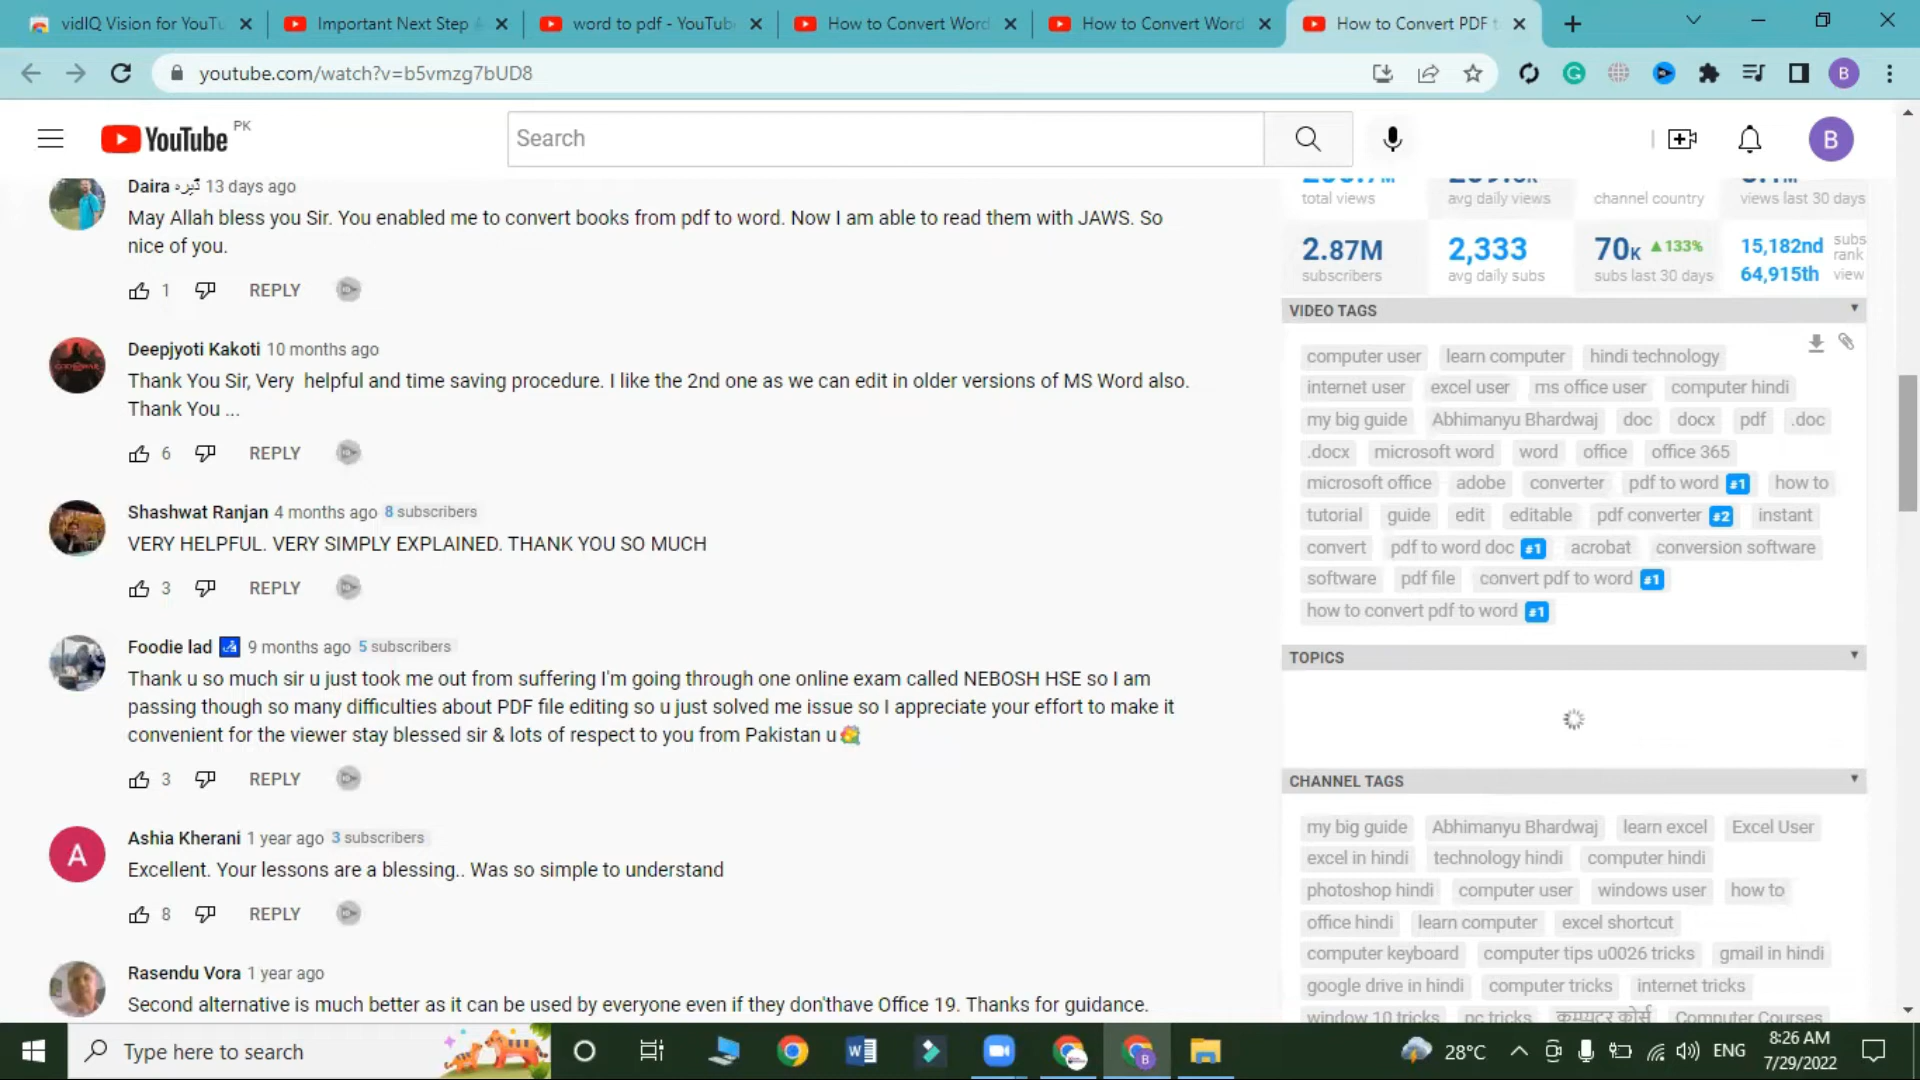 vidIQ Vision for YouTu
Important Next Step
word to pdf - YouTube
How to Convert Word
How to Convert Word
How to Convert PDF t
youtube.com/watch?v=b5vmzg7bUD8
B
YouTube PK
Search
B
Daira ڈیرہ 13 days ago
May Allah bless you Sir. You enabled me to convert books from pdf to word. Now I am able to read them with JAWS. So
nice of you.
1 REPLY
Deepjyoti Kakoti 10 months ago
Thank You Sir, Very helpful and time saving procedure. I like the 2nd one as we can edit in older versions of MS Word also.
Thank You ...
6 REPLY
Shashwat Ranjan 4 months ago 8 subscribers
VERY HELPFUL. VERY SIMPLY EXPLAINED. THANK YOU SO MUCH
3 REPLY
Foodie lad 9 months ago 5 subscribers
Thank u so much sir u just took me out from suffering I'm going through one online exam called NEBOSH HSE so I am
passing though so many difficulties about PDF file editing so u just solved me issue so I appreciate your effort to make it
convenient for the viewer stay blessed sir & lots of respect to you from Pakistan u
3 REPLY
A
Ashia Kherani 1 year ago 3 subscribers
Excellent. Your lessons are a blessing.. Was so simple to understand
8 REPLY
Rasendu Vora 1 year ago
Second alternative is much better as it can be used by everyone even if they don'thave Office 19. Thanks for guidance.
total views avg daily views channel country views last 30 days
2.87M 2,333 70K ▲133% 15,182nd subs rank
subscribers avg daily subs subs last 30 days 64,915th view
VIDEO TAGS
computer user learn computer hindi technology
internet user excel user ms office user computer hindi
my big guide Abhimanyu Bhardwaj doc docx pdf .doc
.docx microsoft word word office office 365
microsoft office adobe converter pdf to word #1 how to
tutorial guide edit editable pdf converter #2 instant
convert pdf to word doc #1 acrobat conversion software
software pdf file convert pdf to word #1
how to convert pdf to word #1
TOPICS
CHANNEL TAGS
my big guide Abhimanyu Bhardwaj learn excel Excel User
excel in hindi technology hindi computer hindi
photoshop hindi computer user windows user how to
office hindi learn computer excel shortcut
computer keyboard computer tips u0026 tricks gmail in hindi
google drive in hindi computer tricks internet tricks
window 10 tricks pc tricks कम्प्यूटर कोर्स Computer Courses
Type here to search
28°C
ENG
8:26 AM
7/29/2022